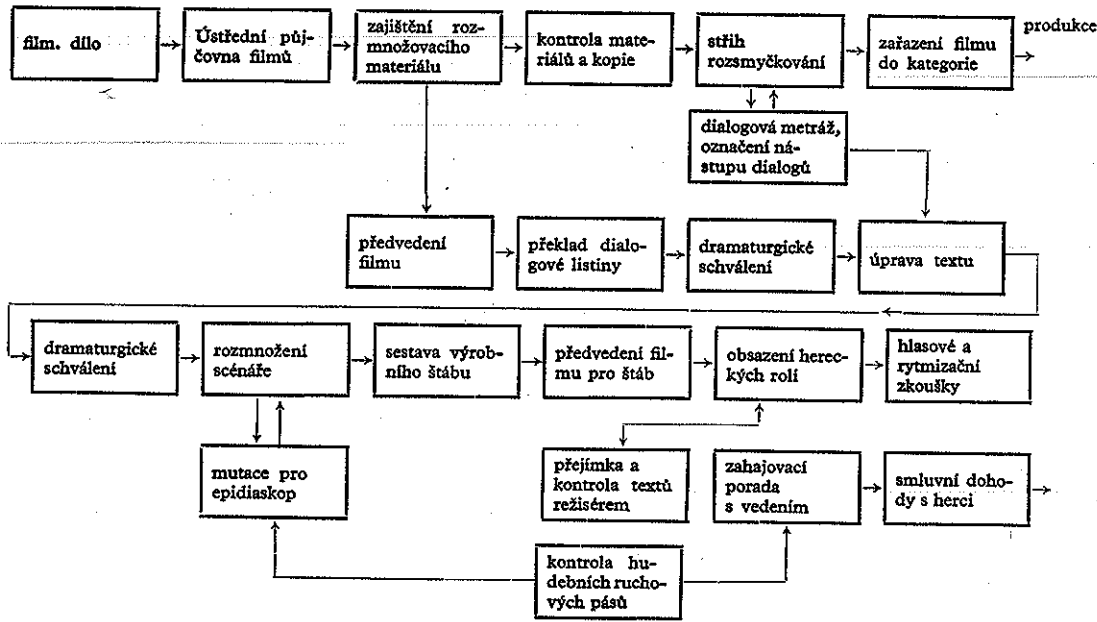 film. dílo
Ústřední půj-
čovna filmů
zajištění roz-
množovacího
materiálu
kontrola mate-
riálů a kopie
střih
rozsmyčkování
zařazení filmu
do kategorie
produkce
dialogová metráž,
označení ná-
stupu dialogů
předvedení
filmu
překlad dialo-
gové listiny
dramaturgické
schválení
úprava textu
dramaturgické
schválení
rozmnožení
scénáře
sestava výrob-
ního štábu
předvedení fil-
mu pro štáb
obsazení herec-
kých rolí
hlasové a
rytmizační
zkoušky
mutace pro
epidiaskop
přejímka a
kontrola textů
režisérem
zahajovací
porada
s vedením
smluvní doho-
dy s herci
kontrola hu-
debních rucho-
vých pásů